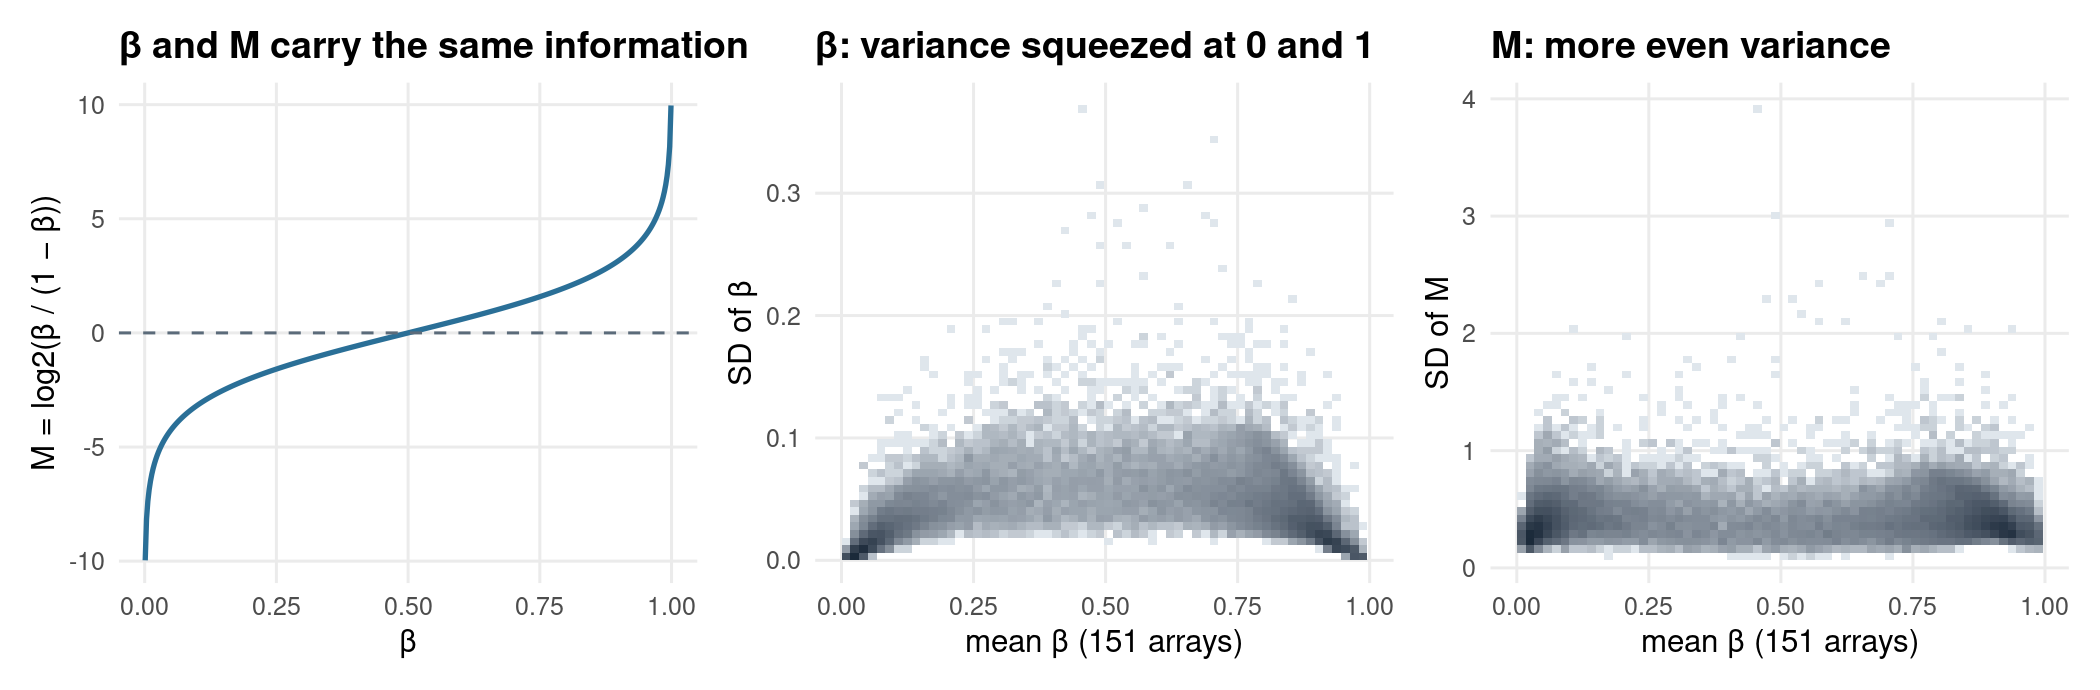 β and M carry the same information
M = log2(β / (1 − β))
10
5
0
-5
-10
0.00 0.25 0.50 0.75 1.00
β
β: variance squeezed at 0 and 1
SD of β
0.3
0.2
0.1
0.0
0.00 0.25 0.50 0.75 1.00
mean β (151 arrays)
M: more even variance
SD of M
4
3
2
1
0
0.00 0.25 0.50 0.75 1.00
mean β (151 arrays)